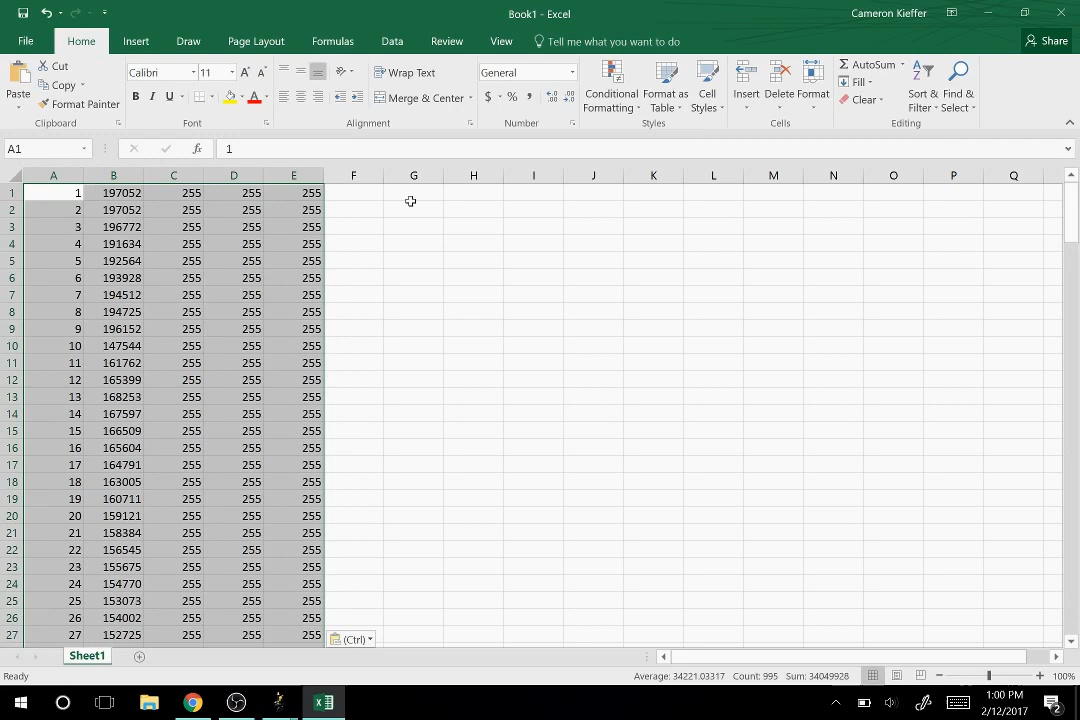 Book1 - Excel
Cameron Kieffer
File Home Insert Draw Page Layout Formulas Data Review View Tell me what you want to do Share
Paste
Cut
Copy
Format Painter
Clipboard
Calibri 11
B I U
Font
Wrap Text
Merge & Center
Alignment
General
$ % ,
Number
Conditional Formatting
Format as Table
Cell Styles
Styles
Insert Delete Format
Cells
AutoSum
Fill
Clear
Sort & Filter
Find & Select
Editing
A1 fx 1
A B C D E F G H I J K L M N O P Q
1 1 197052 255 255 255
2 2 197052 255 255 255
3 3 196772 255 255 255
4 4 191634 255 255 255
5 5 192564 255 255 255
6 6 193928 255 255 255
7 7 194512 255 255 255
8 8 194725 255 255 255
9 9 196152 255 255 255
10 10 147544 255 255 255
11 11 161762 255 255 255
12 12 165399 255 255 255
13 13 168253 255 255 255
14 14 167597 255 255 255
15 15 166509 255 255 255
16 16 165604 255 255 255
17 17 164791 255 255 255
18 18 163005 255 255 255
19 19 160711 255 255 255
20 20 159121 255 255 255
21 21 158384 255 255 255
22 22 156545 255 255 255
23 23 155675 255 255 255
24 24 154770 255 255 255
25 25 153073 255 255 255
26 26 154002 255 255 255
27 27 152725 255 255 255
(Ctrl)
Sheet1
Ready Average: 34221.03317 Count: 995 Sum: 34049928 100%
1:00 PM
2/12/2017
2